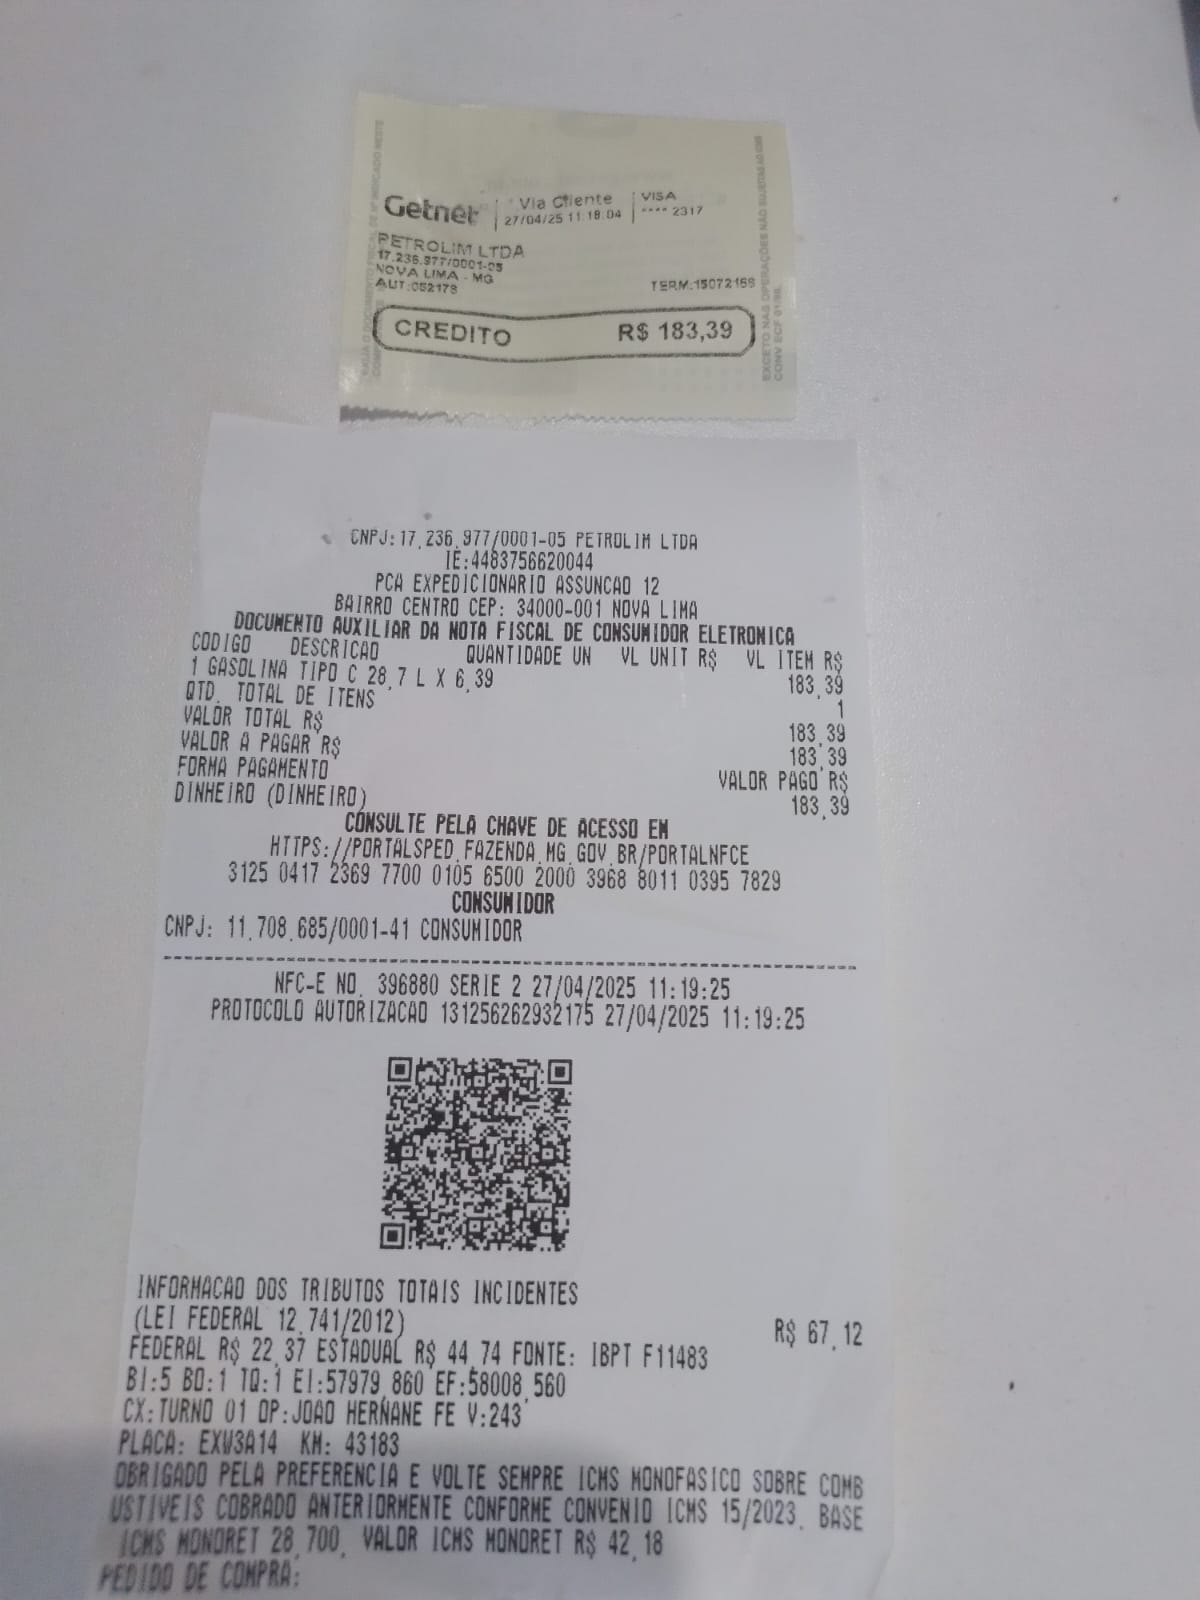 Getnet
Via Cliente
27/04/25 11:18:04
VISA
**** 2317
PETROLIM LTDA
17.236.977/0001-05
NOVA LIMA - MG
AUT:052178
TERM:15072168
CREDITO R$ 183,39
EXCETO NAS OPERAÇÕES NÃO SUJEITAS AO ICMS
CONV ECF 01/98.
CNPJ:17.236.977/0001-05 PETROLIM LTDA
IE:4483756620044
PCA EXPEDICIONARIO ASSUNCAO 12
BAIRRO CENTRO CEP: 34000-001 NOVA LIMA
DOCUMENTO AUXILIAR DA NOTA FISCAL DE CONSUMIDOR ELETRONICA
CODIGO DESCRICAO QUANTIDADE UN VL UNIT R$ VL ITEM R$
1 GASOLINA TIPO C 28,7 L X 6,39 183,39
QTD. TOTAL DE ITENS 1
VALOR TOTAL R$ 183,39
VALOR A PAGAR R$ 183,39
FORMA PAGAMENTO VALOR PAGO R$
DINHEIRO (DINHEIRO) 183,39
CONSULTE PELA CHAVE DE ACESSO EM
HTTPS://PORTALSPED.FAZENDA.MG.GOV.BR/PORTALNFCE
3125 0417 2369 7700 0105 6500 2000 3968 8011 0395 7829
CONSUMIDOR
CNPJ: 11.708.685/0001-41 CONSUMIDOR
NFC-E NO. 396880 SERIE 2 27/04/2025 11:19:25
PROTOCOLO AUTORIZACAO 131256262932175 27/04/2025 11:19:25
INFORMACAO DOS TRIBUTOS TOTAIS INCIDENTES
(LEI FEDERAL 12.741/2012) R$ 67,12
FEDERAL R$ 22,37 ESTADUAL R$ 44,74 FONTE: IBPT F11483
BI:5 BO:1 TQ:1 EI:57979,860 EF:58008,560
CX:TURNO 01 OP:JOAO HERNANE FE V:243
PLACA: EXW3A14 KM: 43183
OBRIGADO PELA PREFERENCIA E VOLTE SEMPRE ICMS MONOFASICO SOBRE COMB
USTIVEIS COBRADO ANTERIORMENTE CONFORME CONVENIO ICMS 15/2023. BASE
ICMS MONORET 28,700. VALOR ICMS MONORET R$ 42,18
PEDIDO DE COMPRA: